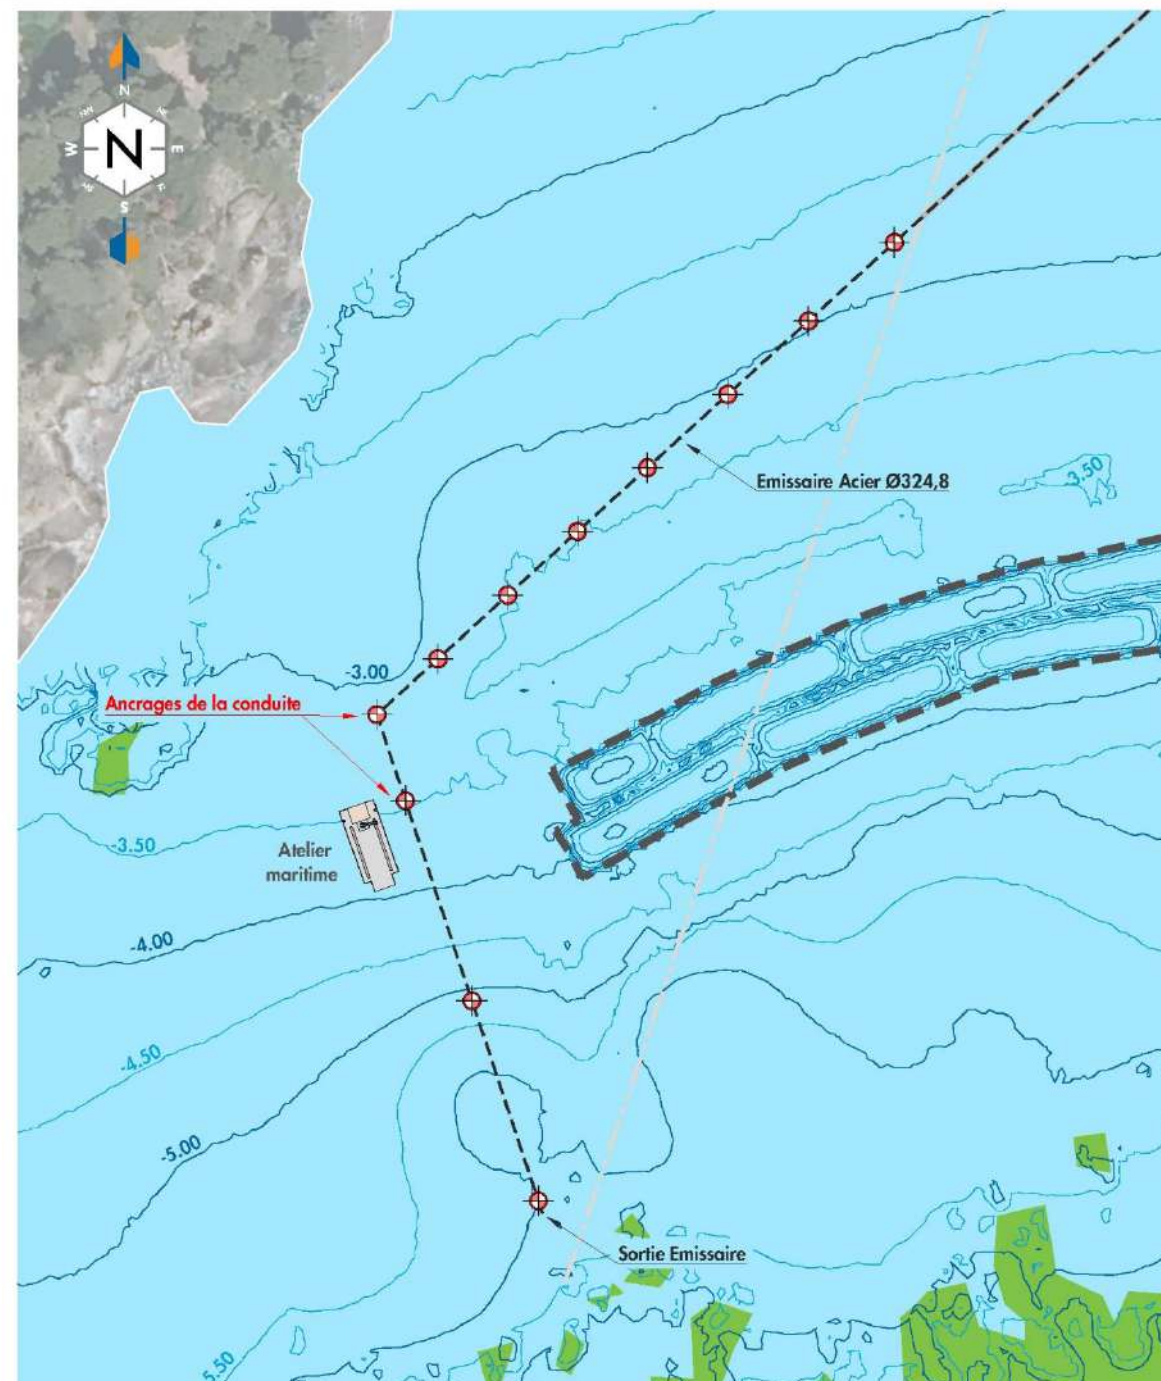 N
W
N
E
S
Emissaire Acier Ø324,8
3.50
-3.00
Ancrages de la conduite
-3.50
Atelier
maritime
-4.00
-4.50
-5.00
Sortie Emissaire
5.50